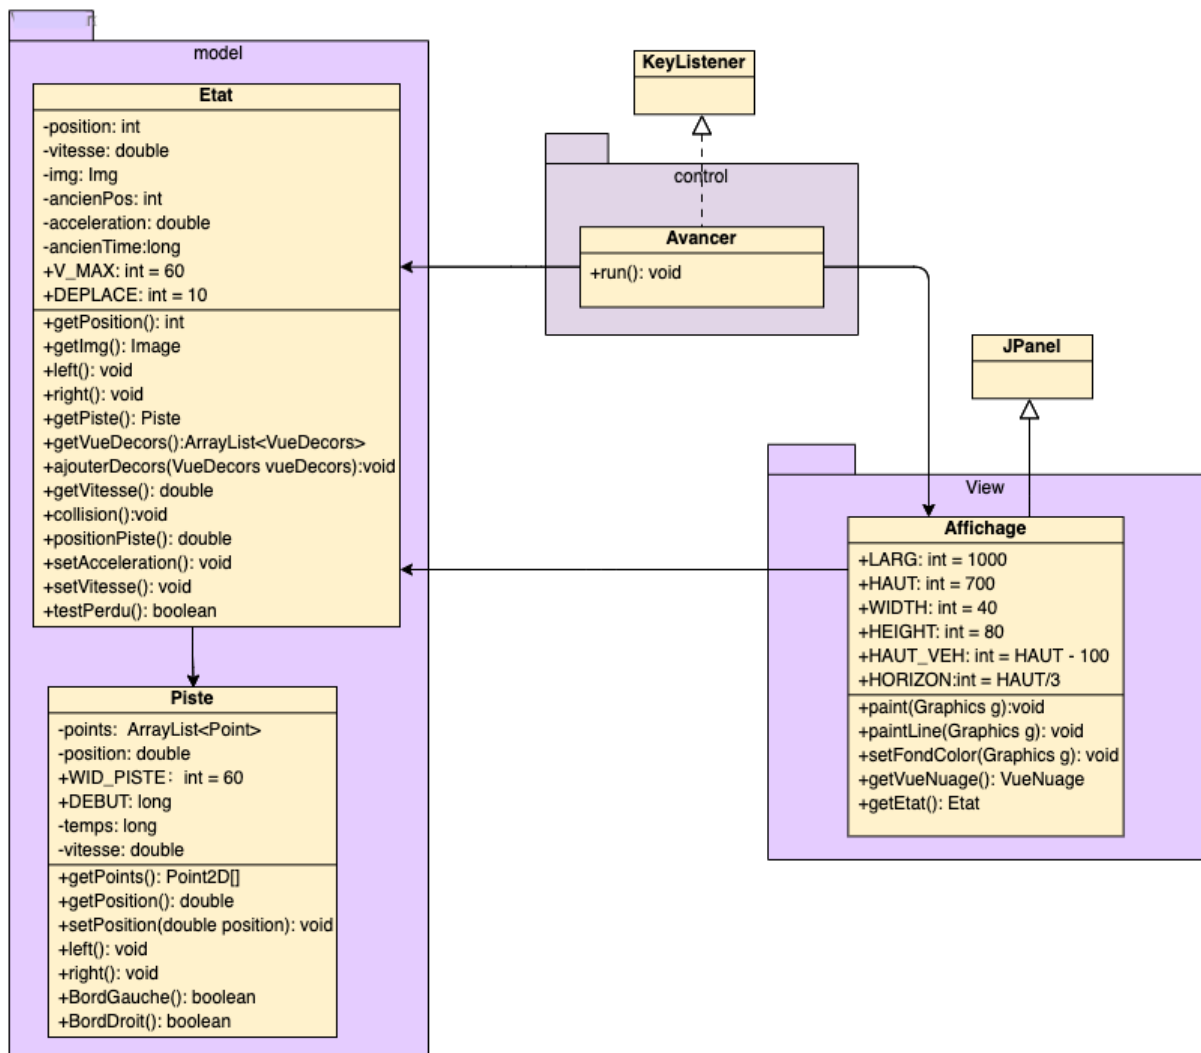 model
Etat
-position: int
-vitesse: double
-img: Img
-ancienPos: int
-acceleration: double
-ancienTime:long
+V_MAX: int = 60
+DEPLACE: int = 10
+getPosition(): int
+getImg(): Image
+left(): void
+right(): void
+getPiste(): Piste
+getVueDecors():ArrayList<VueDecors>
+ajouterDecors(VueDecors vueDecors):void
+getVitesse(): double
+collision():void
+positionPiste(): double
+setAcceleration(): void
+setVitesse(): void
+testPerdu(): boolean
Piste
-points:  ArrayList<Point>
-position: double
+WID_PISTE： int = 60
+DEBUT: long
-temps: long
-vitesse: double
+getPoints(): Point2D[]
+getPosition(): double
+setPosition(double position): void
+left(): void
+right(): void
+BordGauche(): boolean
+BordDroit(): boolean
KeyListener
control
Avancer
+run(): void
JPanel
View
Affichage
+LARG: int = 1000
+HAUT: int = 700
+WIDTH: int = 40
+HEIGHT: int = 80
+HAUT_VEH: int = HAUT - 100
+HORIZON:int = HAUT/3
+paint(Graphics g):void
+paintLine(Graphics g): void
+setFondColor(Graphics g): void
+getVueNuage(): VueNuage
+getEtat(): Etat